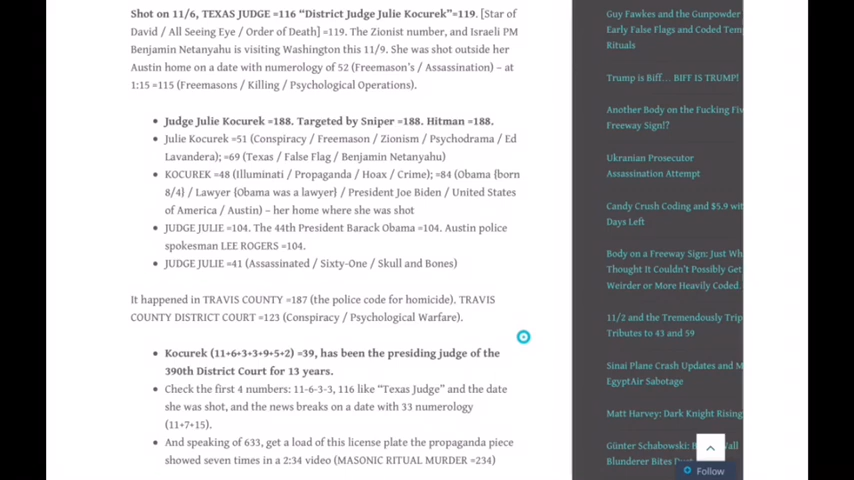 Shot on 11/6, TEXAS JUDGE =116 “District Judge Julie Kocurek”=119. [Star of
David / All Seeing Eye / Order of Death] =119. The Zionist number, and Israeli PM
Benjamin Netanyahu is visiting Washington this 11/9. She was shot outside her
Austin home on a date with numerology of 52 (Freemason’s / Assassination) – at
1:15 =115 (Freemasons / Killing / Psychological Operations).
Judge Julie Kocurek =188. Targeted by Sniper =188. Hitman =188.
Julie Kocurek =51 (Conspiracy / Freemason / Zionism / Psychodrama / Ed
Lavandera); =69 (Texas / False Flag / Benjamin Netanyahu)
KOCUREK =48 (Illuminati / Propaganda / Hoax / Crime); =84 (Obama {born
8/4} / Lawyer {Obama was a lawyer} / President Joe Biden / United States
of America / Austin) – her home where she was shot
JUDGE JULIE =104. The 44th President Barack Obama =104. Austin police
spokesman LEE ROGERS =104.
JUDGE JULIE =41 (Assassinated / Sixty-One / Skull and Bones)
It happened in TRAVIS COUNTY =187 (the police code for homicide). TRAVIS
COUNTY DISTRICT COURT =123 (Conspiracy / Psychological Warfare).
Kocurek (11+6+3+3+9+5+2) =39, has been the presiding judge of the
390th District Court for 13 years.
Check the first 4 numbers: 11-6-3-3, 116 like “Texas Judge” and the date
she was shot, and the news breaks on a date with 33 numerology
(11+7+15).
And speaking of 633, get a load of this license plate the propaganda piece
showed seven times in a 2:34 video (MASONIC RITUAL MURDER =234)
Guy Fawkes and the Gunpowder
Early False Flags and Coded
Rituals
Trump is Biff… BIFF IS TRUMP!
Another Body on the Fucking
Freeway Sign!?
Ukranian Prosecutor
Assassination Attempt
Candy Crush Coding and $5.9
Days Left
Body on a Freeway Sign: Just
Thought It Couldn’t Possibly Get
Weirder or More Heavily Coded
11/2 and the Tremendously
Tributes to 43 and 59
Sinai Plane Crash Updates and
EgyptAir Sabotage
Matt Harvey: Dark Knight Rising
Günter Schabowski:
Blunderer Bites
Follow